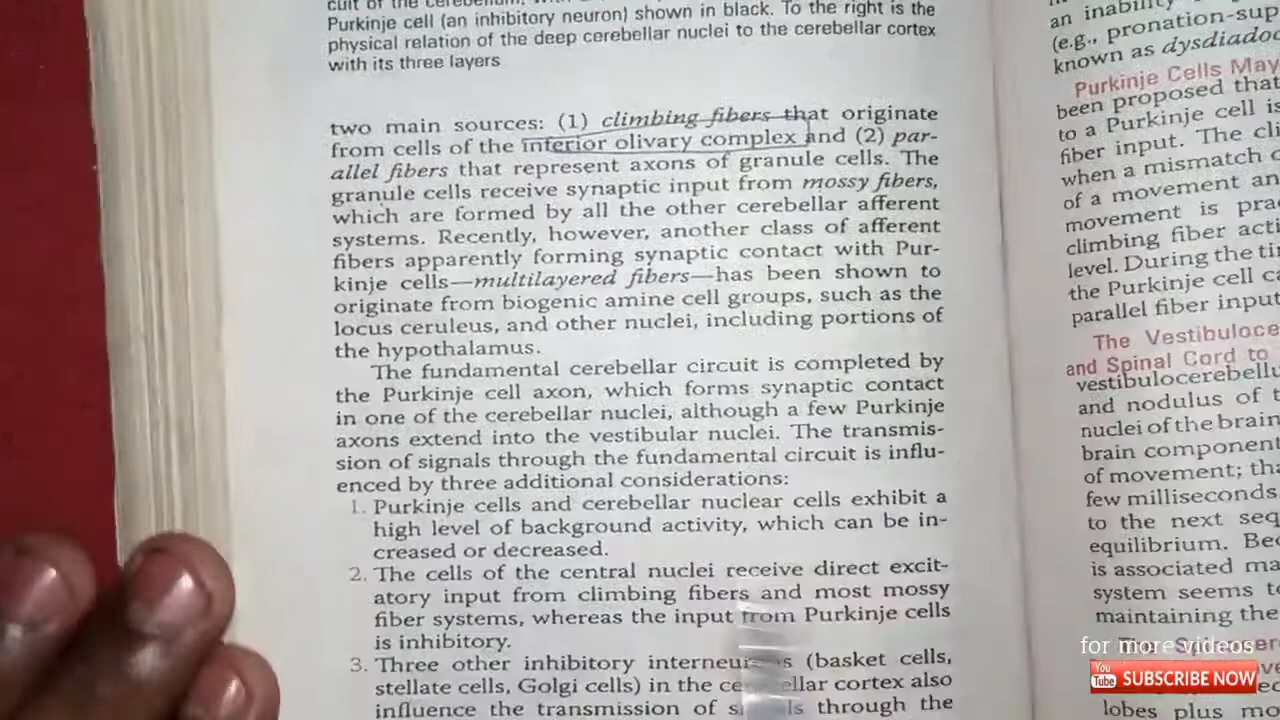 cuit of the cerebellum, with
Purkinje cell (an inhibitory neuron) shown in black. To the right is the
physical relation of the deep cerebellar nuclei to the cerebellar cortex
with its three layers
two main sources: (1) climbing fibers that originate
from cells of the inferior olivary complex and (2) par-
allel fibers that represent axons of granule cells. The
granule cells receive synaptic input from mossy fibers,
which are formed by all the other cerebellar afferent
systems. Recently, however, another class of afferent
fibers apparently forming synaptic contact with Pur-
kinje cells—multilayered fibers—has been shown to
originate from biogenic amine cell groups, such as the
locus ceruleus, and other nuclei, including portions of
the hypothalamus.
The fundamental cerebellar circuit is completed by
the Purkinje cell axon, which forms synaptic contact
in one of the cerebellar nuclei, although a few Purkinje
axons extend into the vestibular nuclei. The transmis-
sion of signals through the fundamental circuit is influ-
enced by three additional considerations:
1. Purkinje cells and cerebellar nuclear cells exhibit a
high level of background activity, which can be in-
creased or decreased.
2. The cells of the central nuclei receive direct excit-
atory input from climbing fibers and most mossy
fiber systems, whereas the input from Purkinje cells
is inhibitory.
3. Three other inhibitory (basket cells,
stellate cells, Golgi cells) in the cortex also
influence the transmission of through the
an inability
(e.g., pronation-sup
known as dysdiadoc
Purkinje Cells May
been proposed that
to a Purkinje cell is
fiber input. The cli
when a mismatch
of a movement an
movement is pra
climbing fiber acti
level. During the ti
the Purkinje cell ca
parallel fiber input
The Vestibuloce
and Spinal Cord to
vestibulocerebellu
and nodulus of t
nuclei of the brain
brain component
of movement; tha
few milliseconds
to the next seq
equilibrium. Bec
is associated ma
system seems to
maintaining the
lobes plus mo
for more videos
You Tube SUBSCRIBE NOW